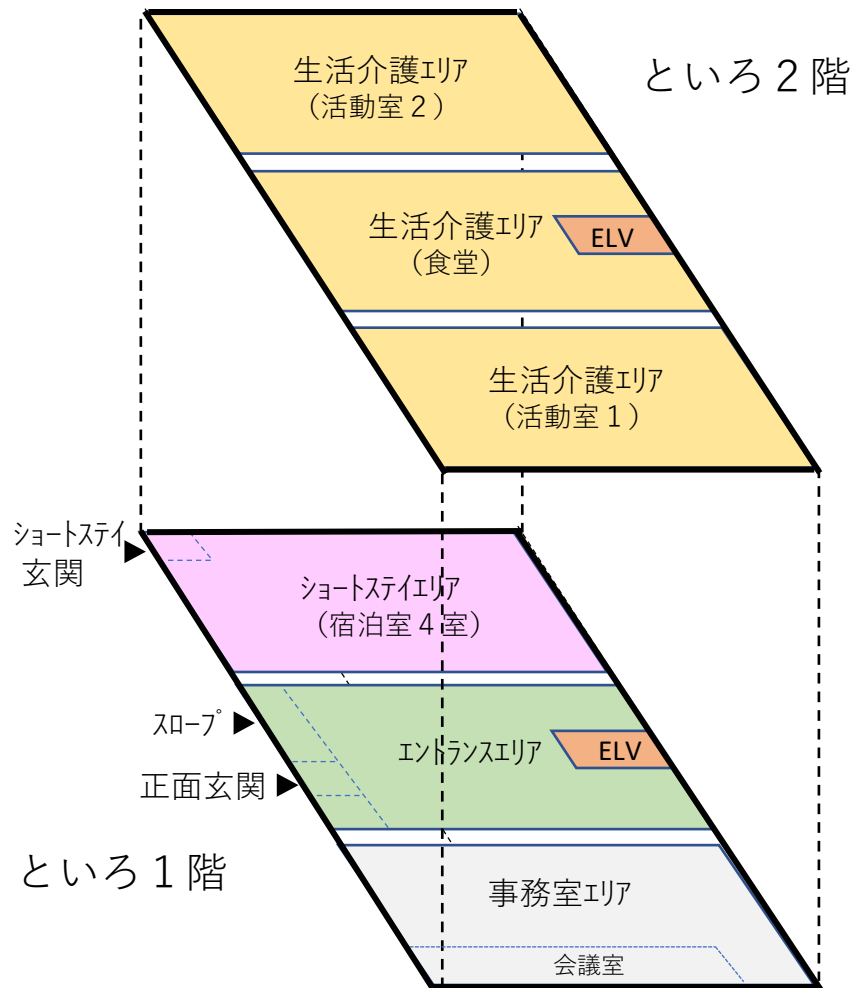 といろ２階
生活介護ｴﾘｱ
（活動室２）
生活介護ｴﾘｱ
（食堂）
ELV
生活介護ｴﾘｱ
（活動室１）
ｼｮｰﾄｽﾃｲ
玄関
ｼｮｰﾄｽﾃｲｴﾘｱ
（宿泊室４室）
ｽﾛｰﾌﾟ
ｴﾝﾄﾗﾝｽｴﾘｱ
ELV
正面玄関
といろ１階
事務室ｴﾘｱ
会議室